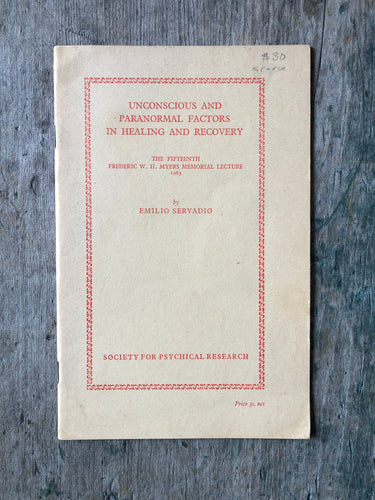 $30
UNCONSCIOUS AND
PARANORMAL FACTORS
IN HEALING AND RECOVERY
THE FIFTEENTH
FREDERIC W. H. MYERS MEMORIAL LECTURE
1963
by
EMILIO SERVADIO
SOCIETY FOR PSYCHICAL RESEARCH
Price 3s. net